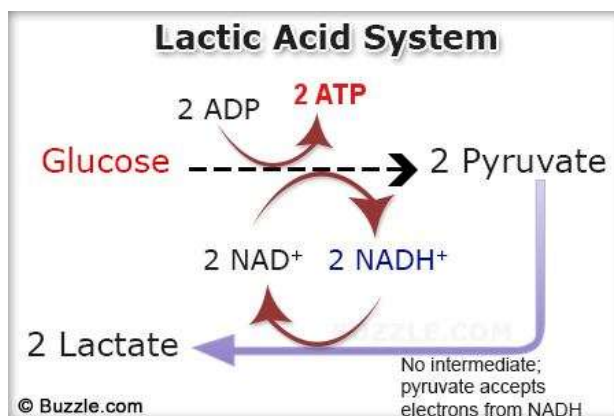 Lactic Acid System
2 ADP
2 ATP
Glucose
2 Pyruvate
2 NAD⁺
2 NADH⁺
BUZZLE.COM
2 Lactate
No intermediate;
pyruvate accepts
electrons from NADH
© Buzzle.com